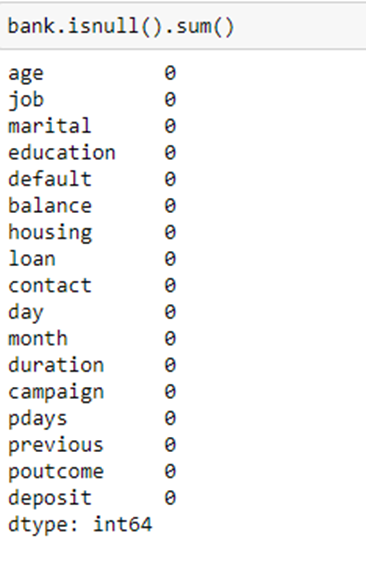 bank.isnull().sum()
age 0
job 0
marital 0
education 0
default 0
balance 0
housing 0
loan 0
contact 0
day 0
month 0
duration 0
campaign 0
pdays 0
previous 0
poutcome 0
deposit 0
dtype: int64